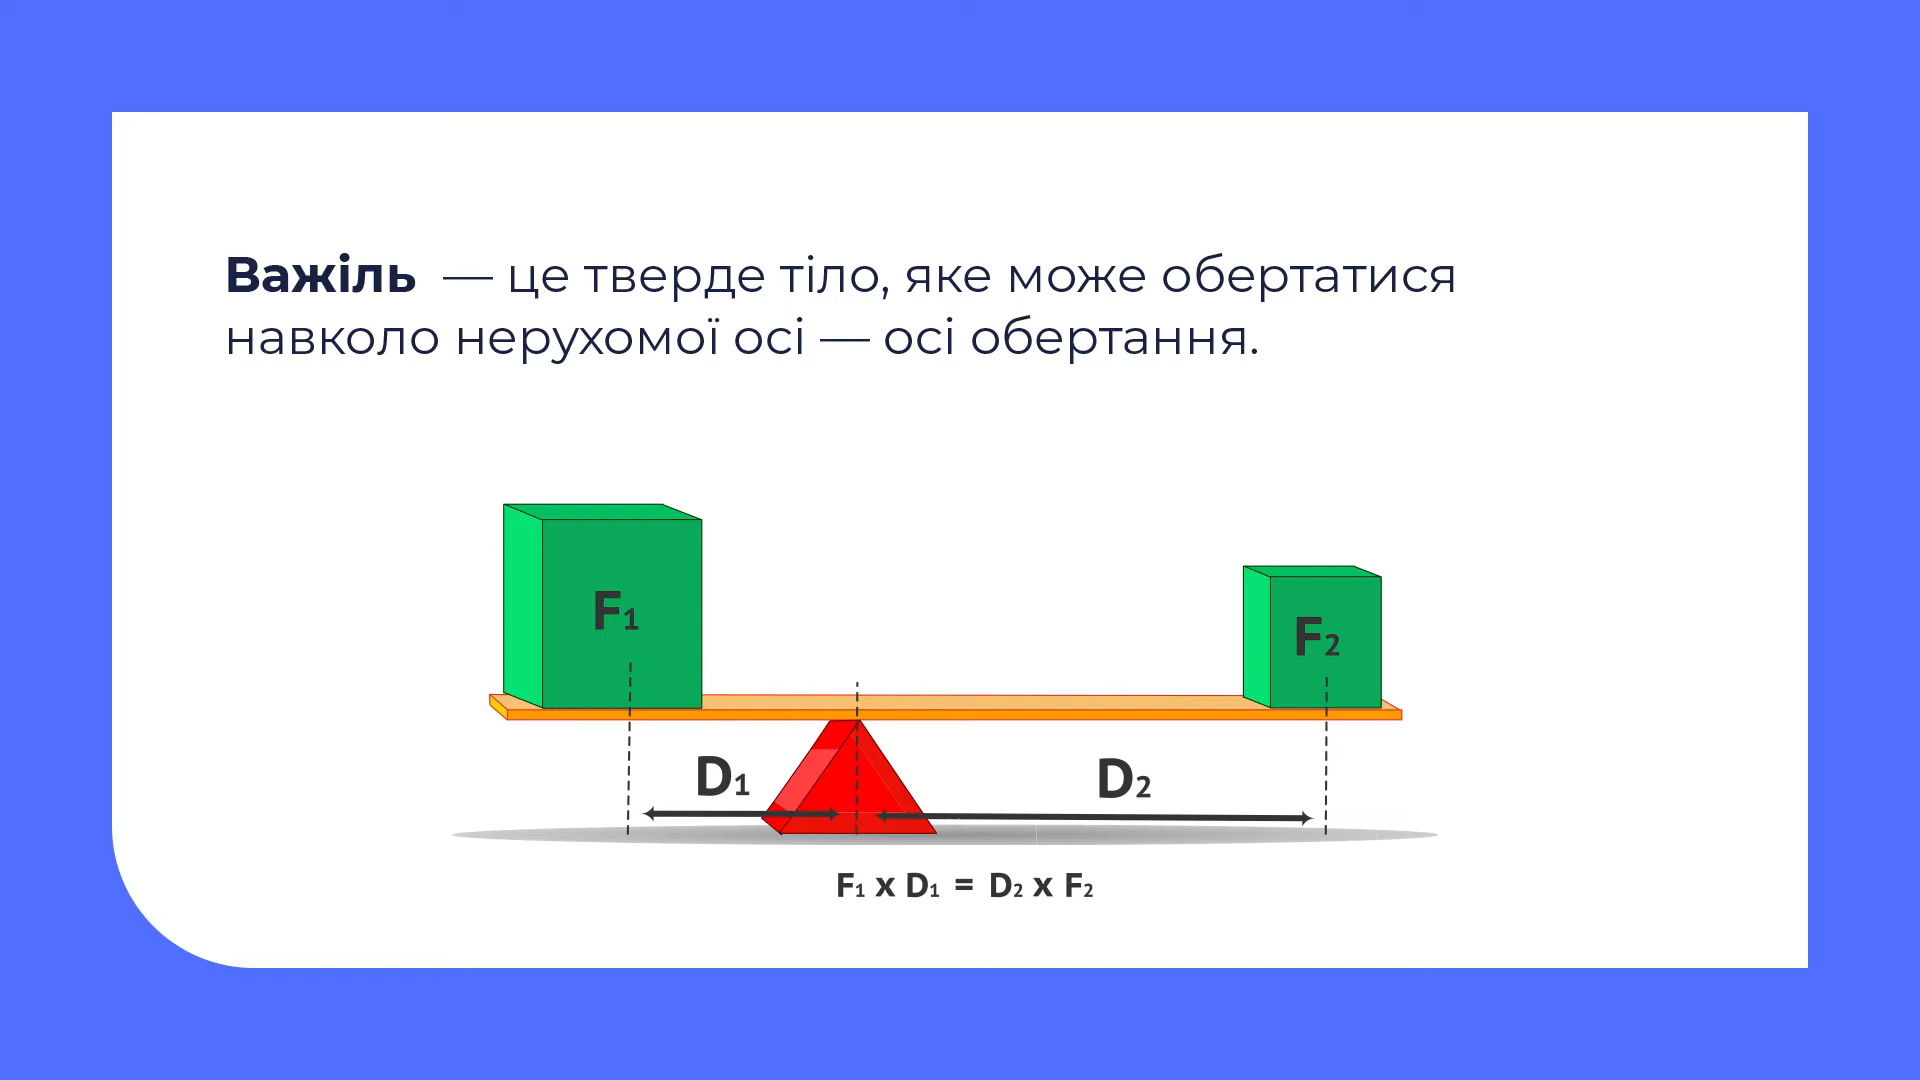 Важіль — це тверде тіло, яке може обертатися
навколо нерухомої осі — осі обертання.
F₁
F₂
D₁
D₂
F₁ x D₁ = D₂ x F₂